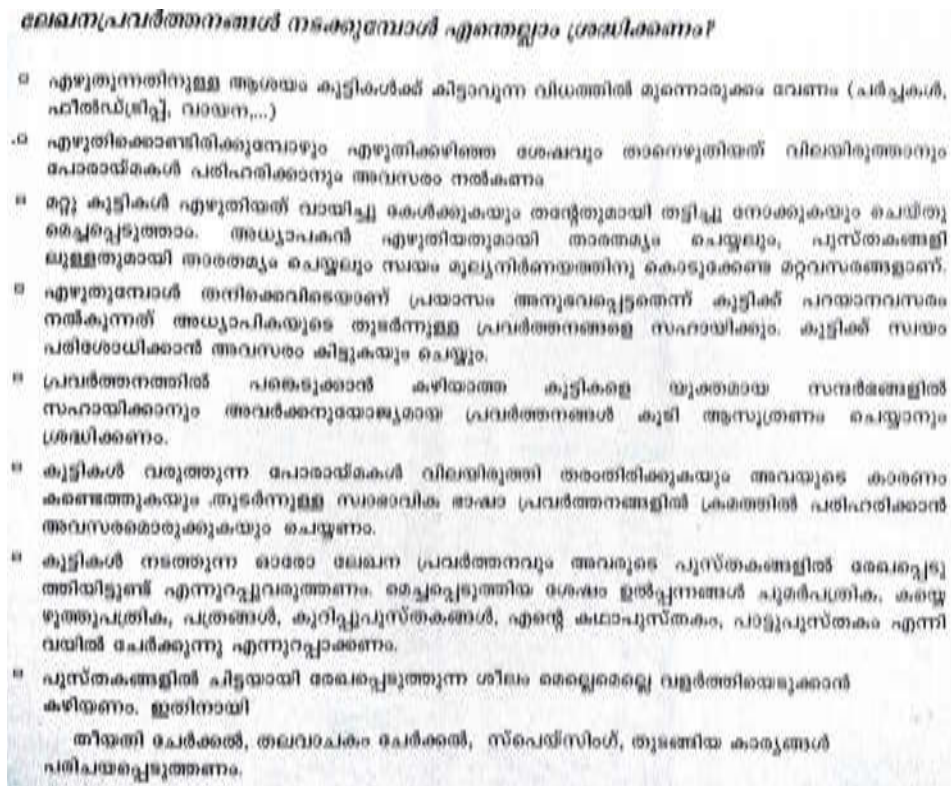 ലേഖനപ്രവർത്തനങ്ങൾ നടക്കുമ്പോൾ എന്തെല്ലാം ശ്രദ്ധിക്കണം?
▫ എഴുതുന്നതിനുള്ള ആശയം കുട്ടികൾക്ക് കിട്ടാവുന്ന വിധത്തിൽ മുന്നൊരുക്കം വേണം (ചർച്ചകൾ,
ഫീൽഡ്ട്രിപ്പ്, വായന,...)
▫ എഴുതിക്കൊണ്ടിരിക്കുമ്പോഴും എഴുതിക്കഴിഞ്ഞ ശേഷവും താനെഴുതിയത് വിലയിരുത്താനും
പോരായ്മകൾ പരിഹരിക്കാനും അവസരം നൽകണം
▫ മറ്റു കുട്ടികൾ എഴുതിയത് വായിച്ചു കേൾക്കുകയും തന്റേതുമായി തട്ടിച്ചു നോക്കുകയും ചെയ്തു
മെച്ചപ്പെടുത്താം. അധ്യാപകൻ എഴുതിയതുമായി താരതമ്യം ചെയ്യലും, പുസ്തകങ്ങളി
ലുള്ളതുമായി താരതമ്യം ചെയ്യലും സ്വയം മൂല്യനിർണയത്തിനു കൊടുക്കേണ്ട മറ്റവസരങ്ങളാണ്.
▫ എഴുതുമ്പോൾ തനിക്കെവിടെയാണ് പ്രയാസം അനുഭവപ്പെട്ടതെന്ന് കുട്ടിക്ക് പറയാനവസരം
നൽകുന്നത് അധ്യാപികയുടെ തുടർന്നുള്ള പ്രവർത്തനങ്ങളെ സഹായിക്കും. കുട്ടിക്ക് സ്വയം
പരിശോധിക്കാൻ അവസരം കിട്ടുകയും ചെയ്യും.
▫ പ്രവർത്തനത്തിൽ പങ്കെടുക്കാൻ കഴിയാത്ത കുട്ടികളെ യുക്തമായ സന്ദർഭങ്ങളിൽ
സഹായിക്കാനും അവർക്കനുയോജ്യമായ പ്രവർത്തനങ്ങൾ കൂടി ആസൂത്രണം ചെയ്യാനും
ശ്രദ്ധിക്കണം.
▫ കുട്ടികൾ വരുത്തുന്ന പോരായ്മകൾ വിലയിരുത്തി തരംതിരിക്കുകയും അവയുടെ കാരണം
കണ്ടെത്തുകയും തുടർന്നുള്ള സ്വാഭാവിക ഭാഷാ പ്രവർത്തനങ്ങളിൽ ക്രമത്തിൽ പരിഹരിക്കാൻ
അവസരമൊരുക്കുകയും ചെയ്യണം.
▫ കുട്ടികൾ നടത്തുന്ന ഓരോ ലേഖന പ്രവർത്തനവും അവരുടെ പുസ്തകങ്ങളിൽ രേഖപ്പെടു
ത്തിയിട്ടുണ്ട് എന്നുറപ്പുവരുത്തണം. മെച്ചപ്പെടുത്തിയ ശേഷം ഉൽപ്പന്നങ്ങൾ ചുമർപത്രിക, കയ്യെ
ഴുത്തുപത്രിക, പത്രങ്ങൾ, കുറിപ്പുപുസ്തകങ്ങൾ, എന്റെ കഥാപുസ്തകം, പാട്ടുപുസ്തകം എന്നി
വയിൽ ചേർക്കുന്നു എന്നുറപ്പാക്കണം.
▫ പുസ്തകങ്ങളിൽ ചിട്ടയായി രേഖപ്പെടുത്തുന്ന ശീലം മെല്ലെമെല്ലെ വളർത്തിയെടുക്കാൻ
കഴിയണം. ഇതിനായി
തീയതി ചേർക്കൽ, തലവാചകം ചേർക്കൽ, സ്പെയ്സിംഗ്, തുടങ്ങിയ കാര്യങ്ങൾ
പരിചയപ്പെടുത്തണം.